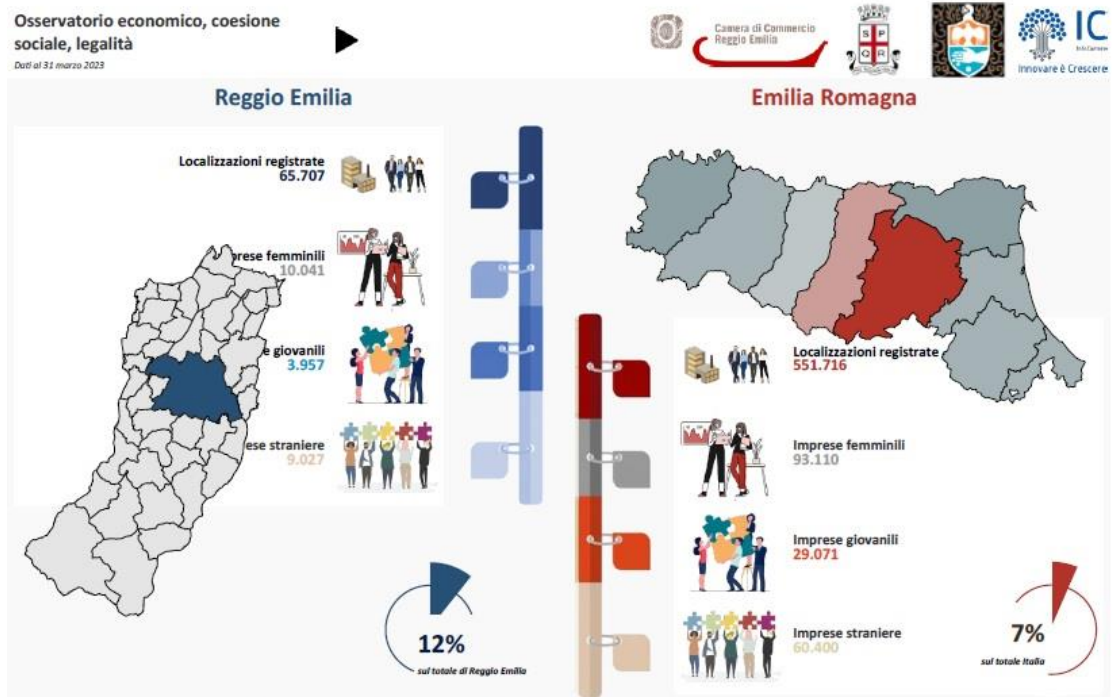 Osservatorio economico, coesione
sociale, legalità
Dati al 31 marzo 2023
Camera di Commercio
Reggio Emilia
S P
Q R
IC
InfoCamere
Innovare è Crescere
Reggio Emilia
Localizzazioni registrate
65.707
prese femminili
10.041
e giovanili
3.957
ese straniere
9.027
12%
sul totale di Reggio Emilia
Emilia Romagna
Localizzazioni registrate
551.716
Imprese femminili
93.110
Imprese giovanili
29.071
Imprese straniere
60.400
7%
sul totale Italia